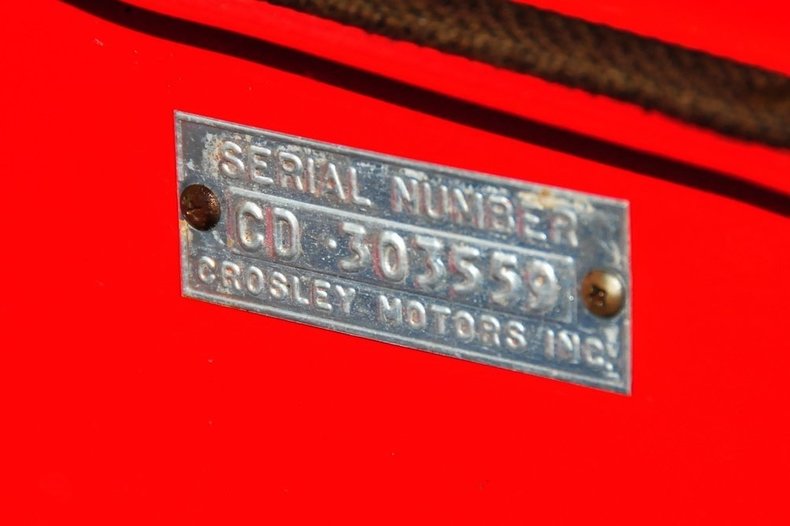 SERIAL NUMBER
CD·303559
CROSLEY MOTORS INC.